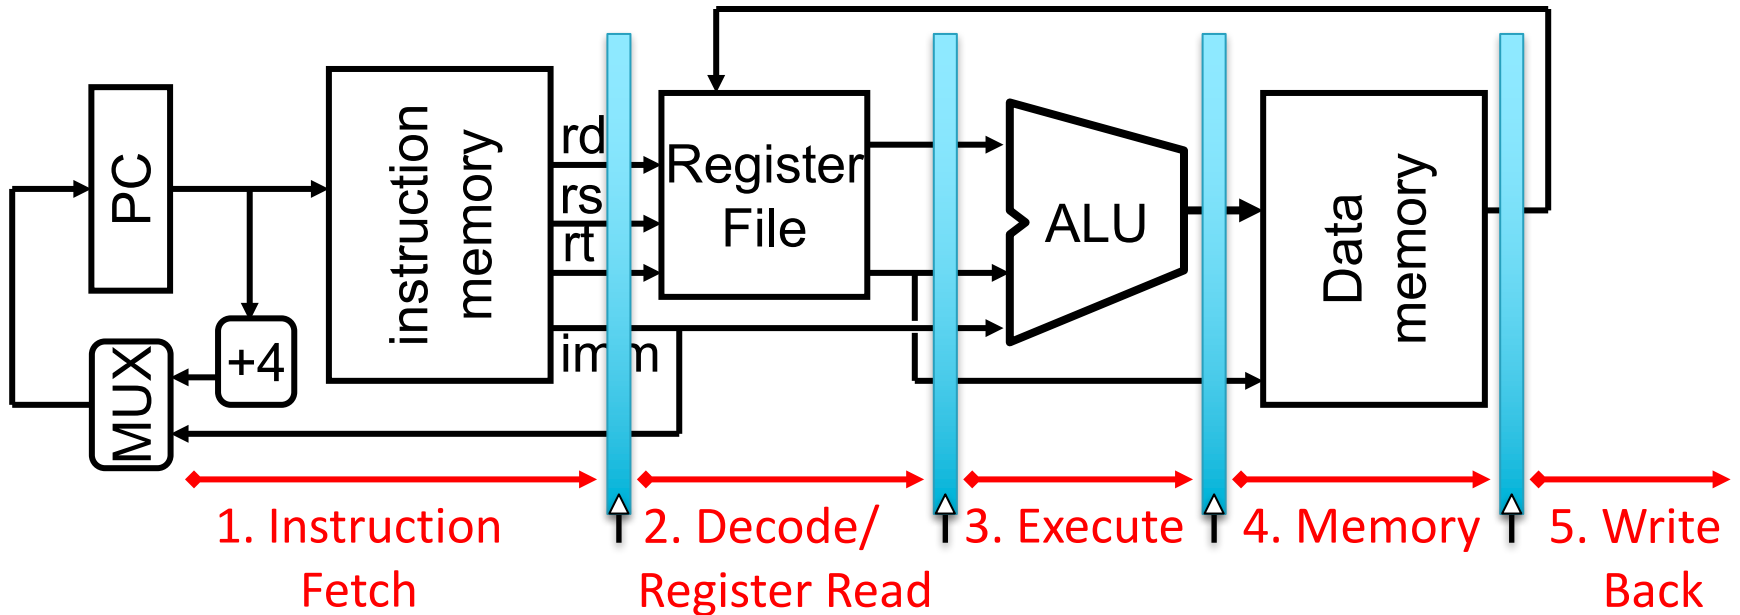 PC
MUX
+4
instruction
memory
rd
rs
rt
imm
Register
File
ALU
Data
memory
1. Instruction
Fetch
2. Decode/
Register Read
3. Execute
4. Memory
5. Write
Back